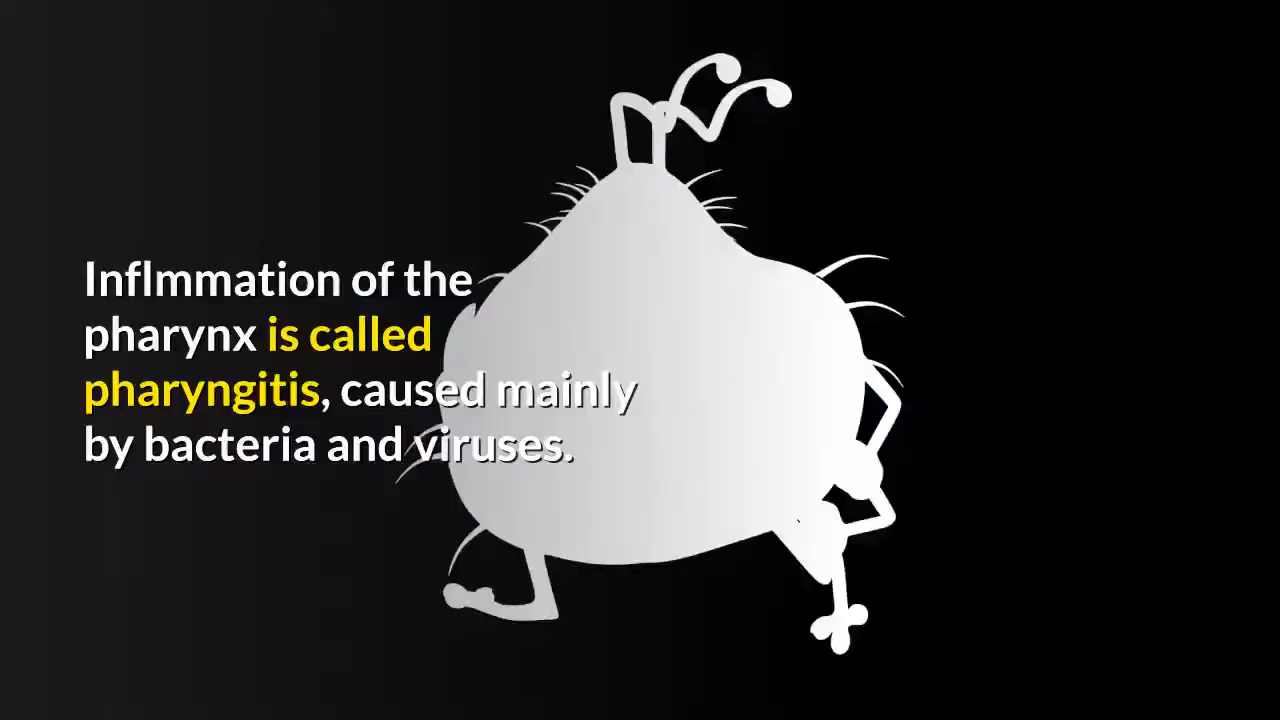 Inflmmation of the
pharynx is called
pharyngitis, caused mainly
by bacteria and viruses.